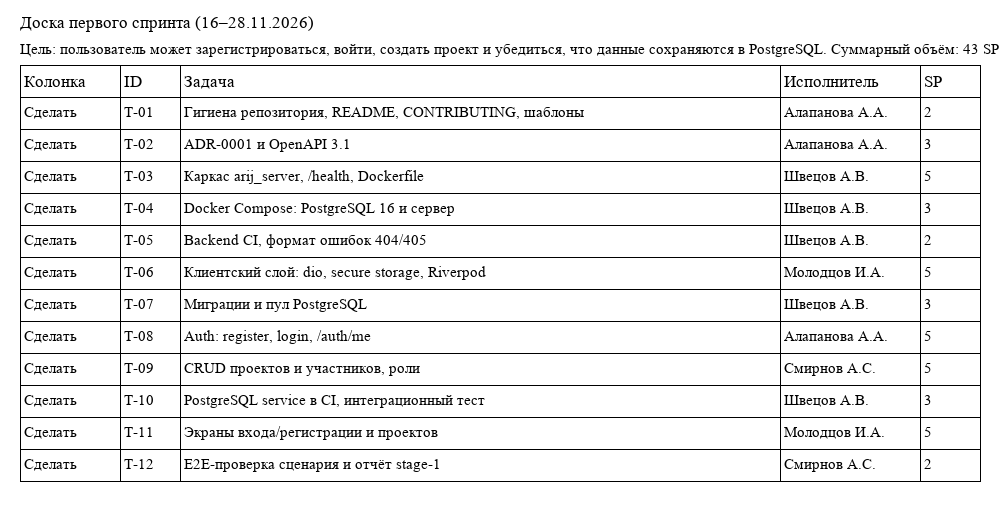 Доска первого спринта (16–28.11.2026)
Цель: пользователь может зарегистрироваться, войти, создать проект и убедиться, что данные сохраняются в PostgreSQL. Суммарный объём: 43 SP
Колонка ID Задача Исполнитель SP
Сделать T-01 Гигиена репозитория, README, CONTRIBUTING, шаблоны Алапанова А.А. 2
Сделать T-02 ADR-0001 и OpenAPI 3.1 Алапанова А.А. 3
Сделать T-03 Каркас arij_server, /health, Dockerfile Швецов А.В. 5
Сделать T-04 Docker Compose: PostgreSQL 16 и сервер Швецов А.В. 3
Сделать T-05 Backend CI, формат ошибок 404/405 Швецов А.В. 2
Сделать T-06 Клиентский слой: dio, secure storage, Riverpod Молодцов И.А. 5
Сделать T-07 Миграции и пул PostgreSQL Швецов А.В. 3
Сделать T-08 Auth: register, login, /auth/me Алапанова А.А. 5
Сделать T-09 CRUD проектов и участников, роли Смирнов А.С. 5
Сделать T-10 PostgreSQL service в CI, интеграционный тест Швецов А.В. 3
Сделать T-11 Экраны входа/регистрации и проектов Молодцов И.А. 5
Сделать T-12 E2E-проверка сценария и отчёт stage-1 Смирнов А.С. 2